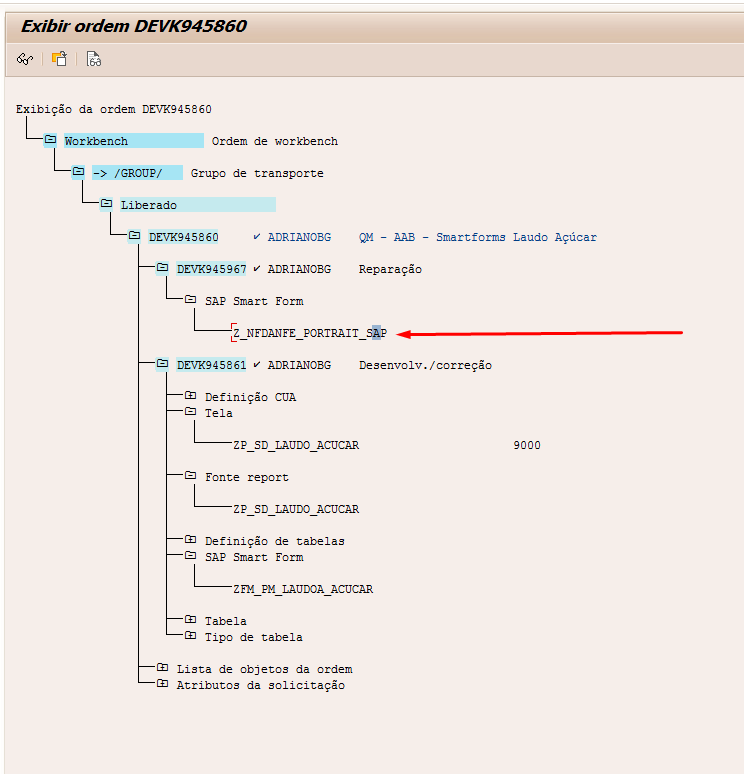 Exibir ordem DEVK945860
Exibição da ordem DEVK945860
Workbench Ordem de workbench
-> /GROUP/ Grupo de transporte
Liberado
DEVK945860 ✓ ADRIANOBG QM - AAB - Smartforms Laudo Açúcar
DEVK945967 ✓ ADRIANOBG Reparação
SAP Smart Form
Z_NFDANFE_PORTRAIT_SAP
DEVK945861 ✓ ADRIANOBG Desenvolv./correção
Definição CUA
Tela
ZP_SD_LAUDO_ACUCAR 9000
Fonte report
ZP_SD_LAUDO_ACUCAR
Definição de tabelas
SAP Smart Form
ZFM_PM_LAUDOA_ACUCAR
Tabela
Tipo de tabela
Lista de objetos da ordem
Atributos da solicitação